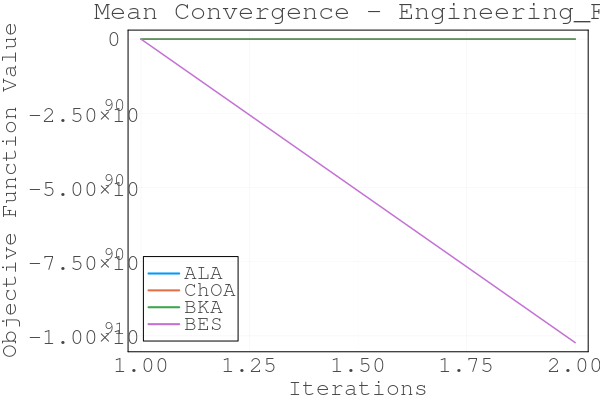 Mean Convergence - Engineering_F
Objective Function Value
0
-2.50×10^90
-5.00×10^90
-7.50×10^90
-1.00×10^91
ALA
ChOA
BKA
BES
1.00 1.25 1.50 1.75 2.00
Iterations